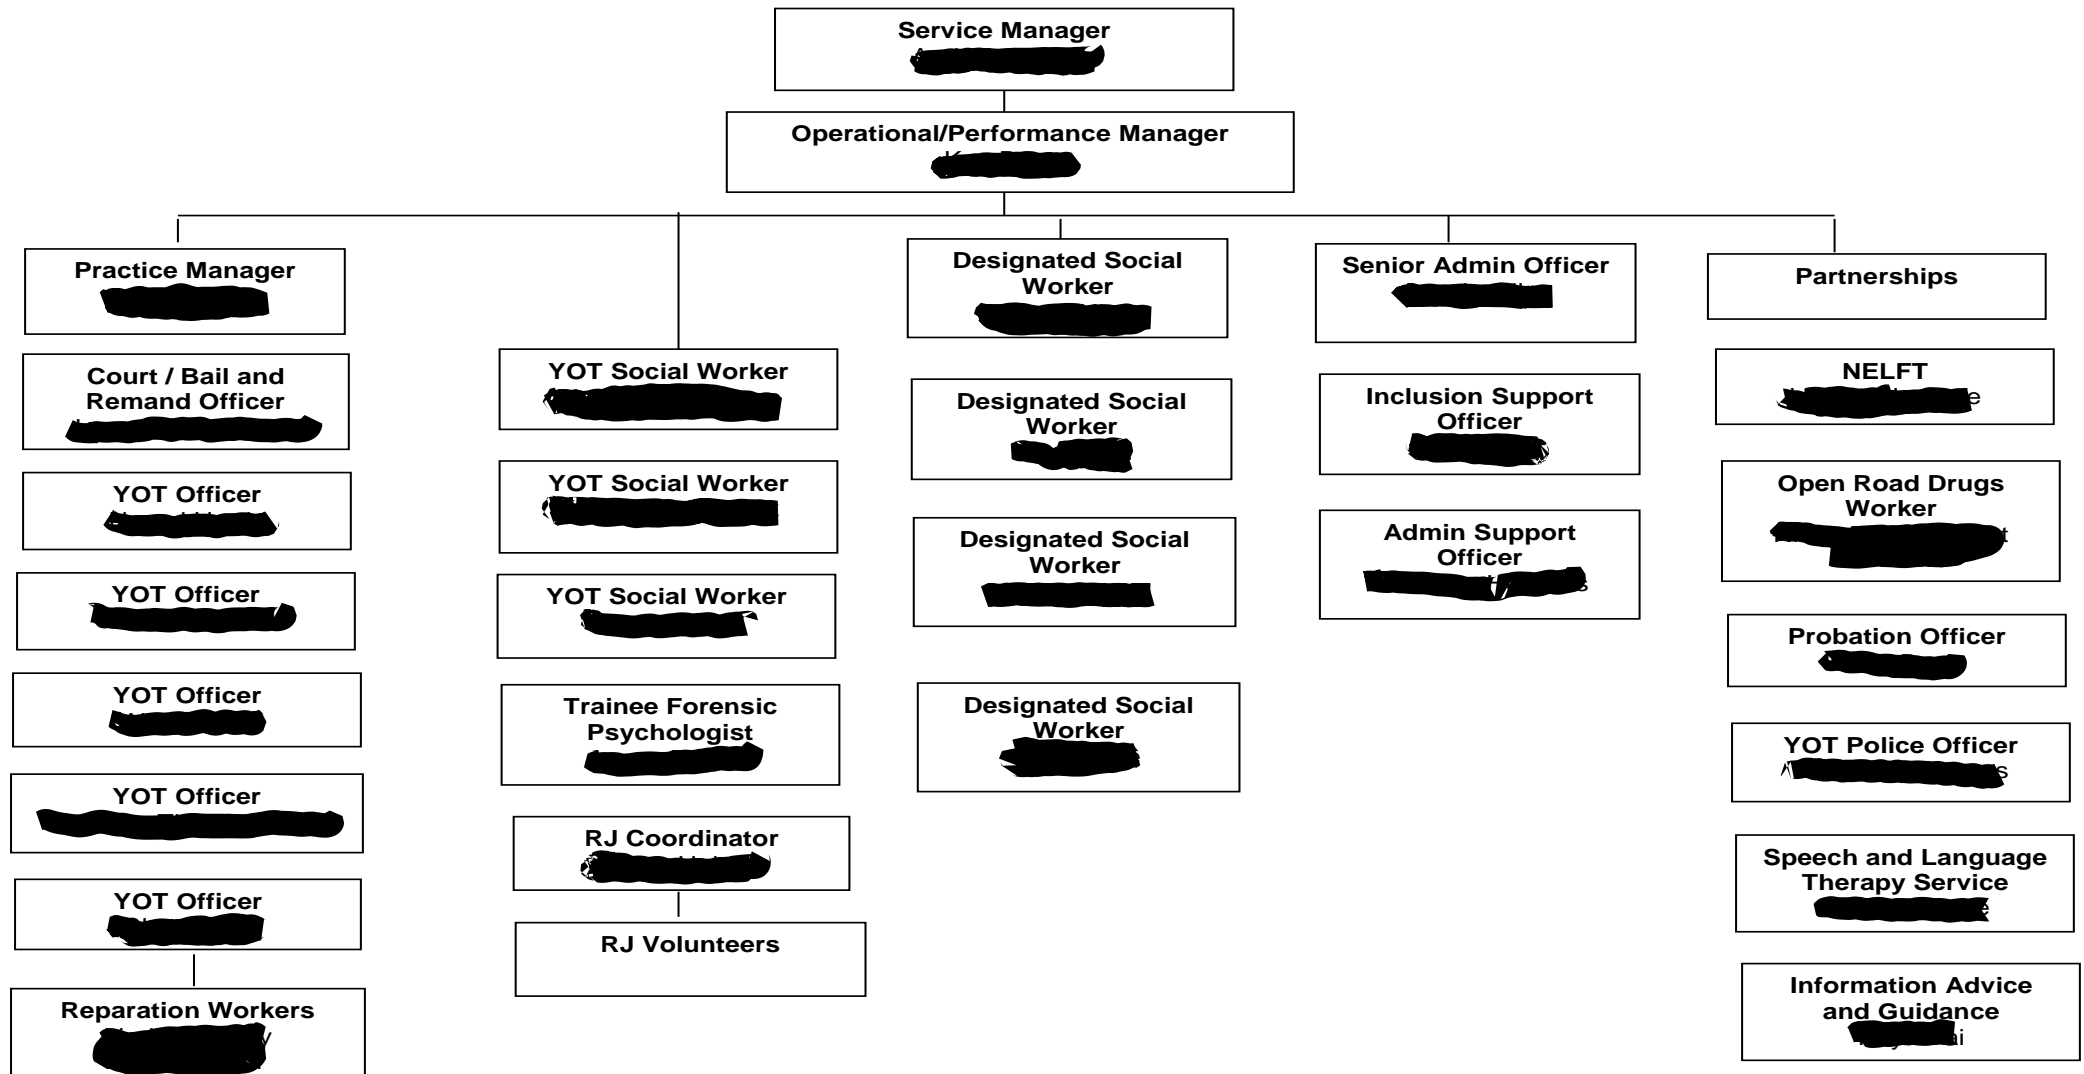 Service Manager
Operational/Performance Manager
Practice Manager
Court / Bail and
Remand Officer
YOT Officer
YOT Officer
YOT Officer
YOT Officer
YOT Officer
Reparation Workers
YOT Social Worker
YOT Social Worker
YOT Social Worker
Trainee Forensic
Psychologist
RJ Coordinator
RJ Volunteers
Designated Social
Worker
Designated Social
Worker
Designated Social
Worker
Designated Social
Worker
Senior Admin Officer
Inclusion Support
Officer
Admin Support
Officer
Partnerships
NELFT
Open Road Drugs
Worker
Probation Officer
YOT Police Officer
Speech and Language
Therapy Service
Information Advice
and Guidance